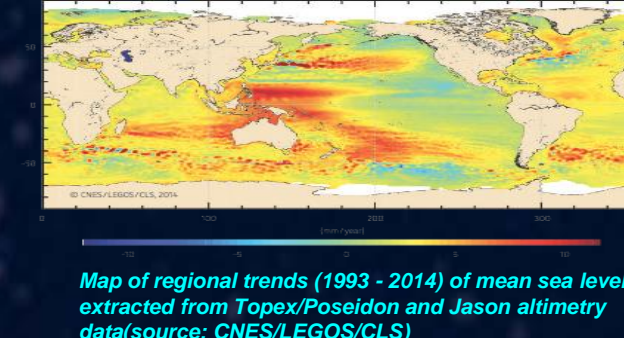 50
0
-50
© CNES/LEGOS/CLS, 2014
0 100 200 300
[mm/year]
-10 -5 0 5 10
Map of regional trends (1993 - 2014) of mean sea level
extracted from Topex/Poseidon and Jason altimetry
data(source: CNES/LEGOS/CLS)